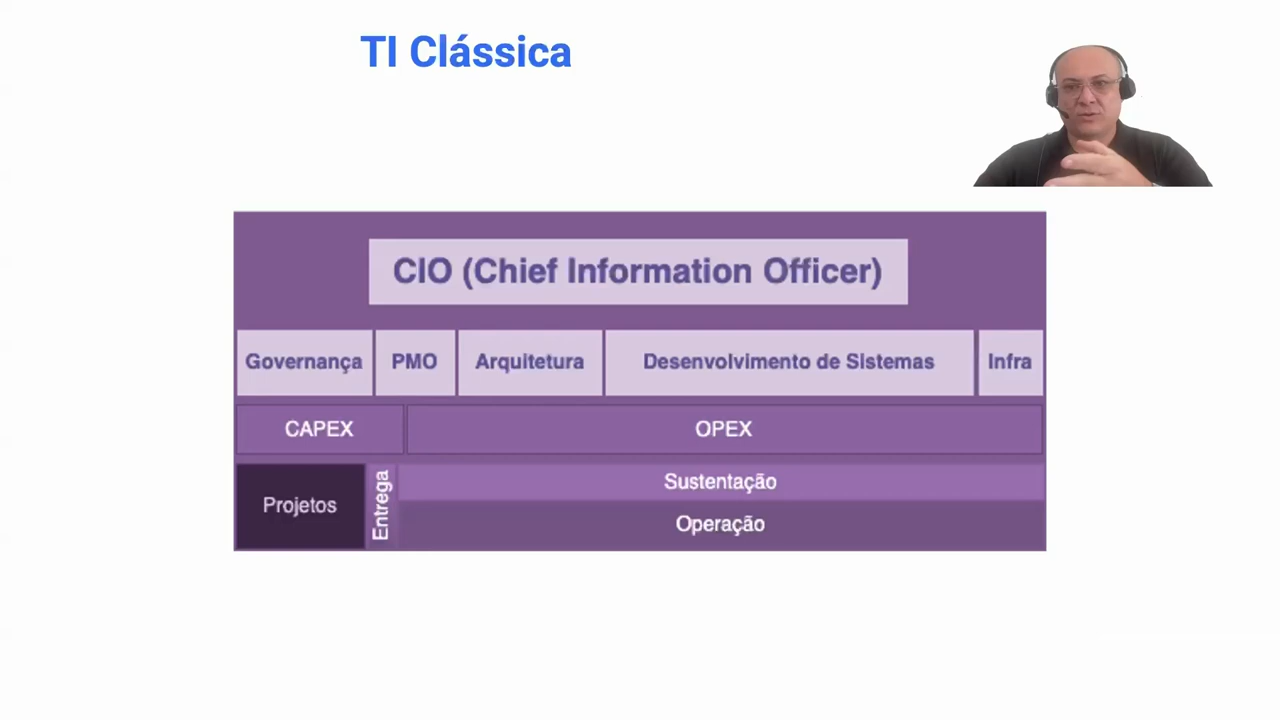 TI Clássica
CIO (Chief Information Officer)
Governança
PMO
Arquitetura
Desenvolvimento de Sistemas
Infra
CAPEX
OPEX
Projetos
Entrega
Sustentação
Operação